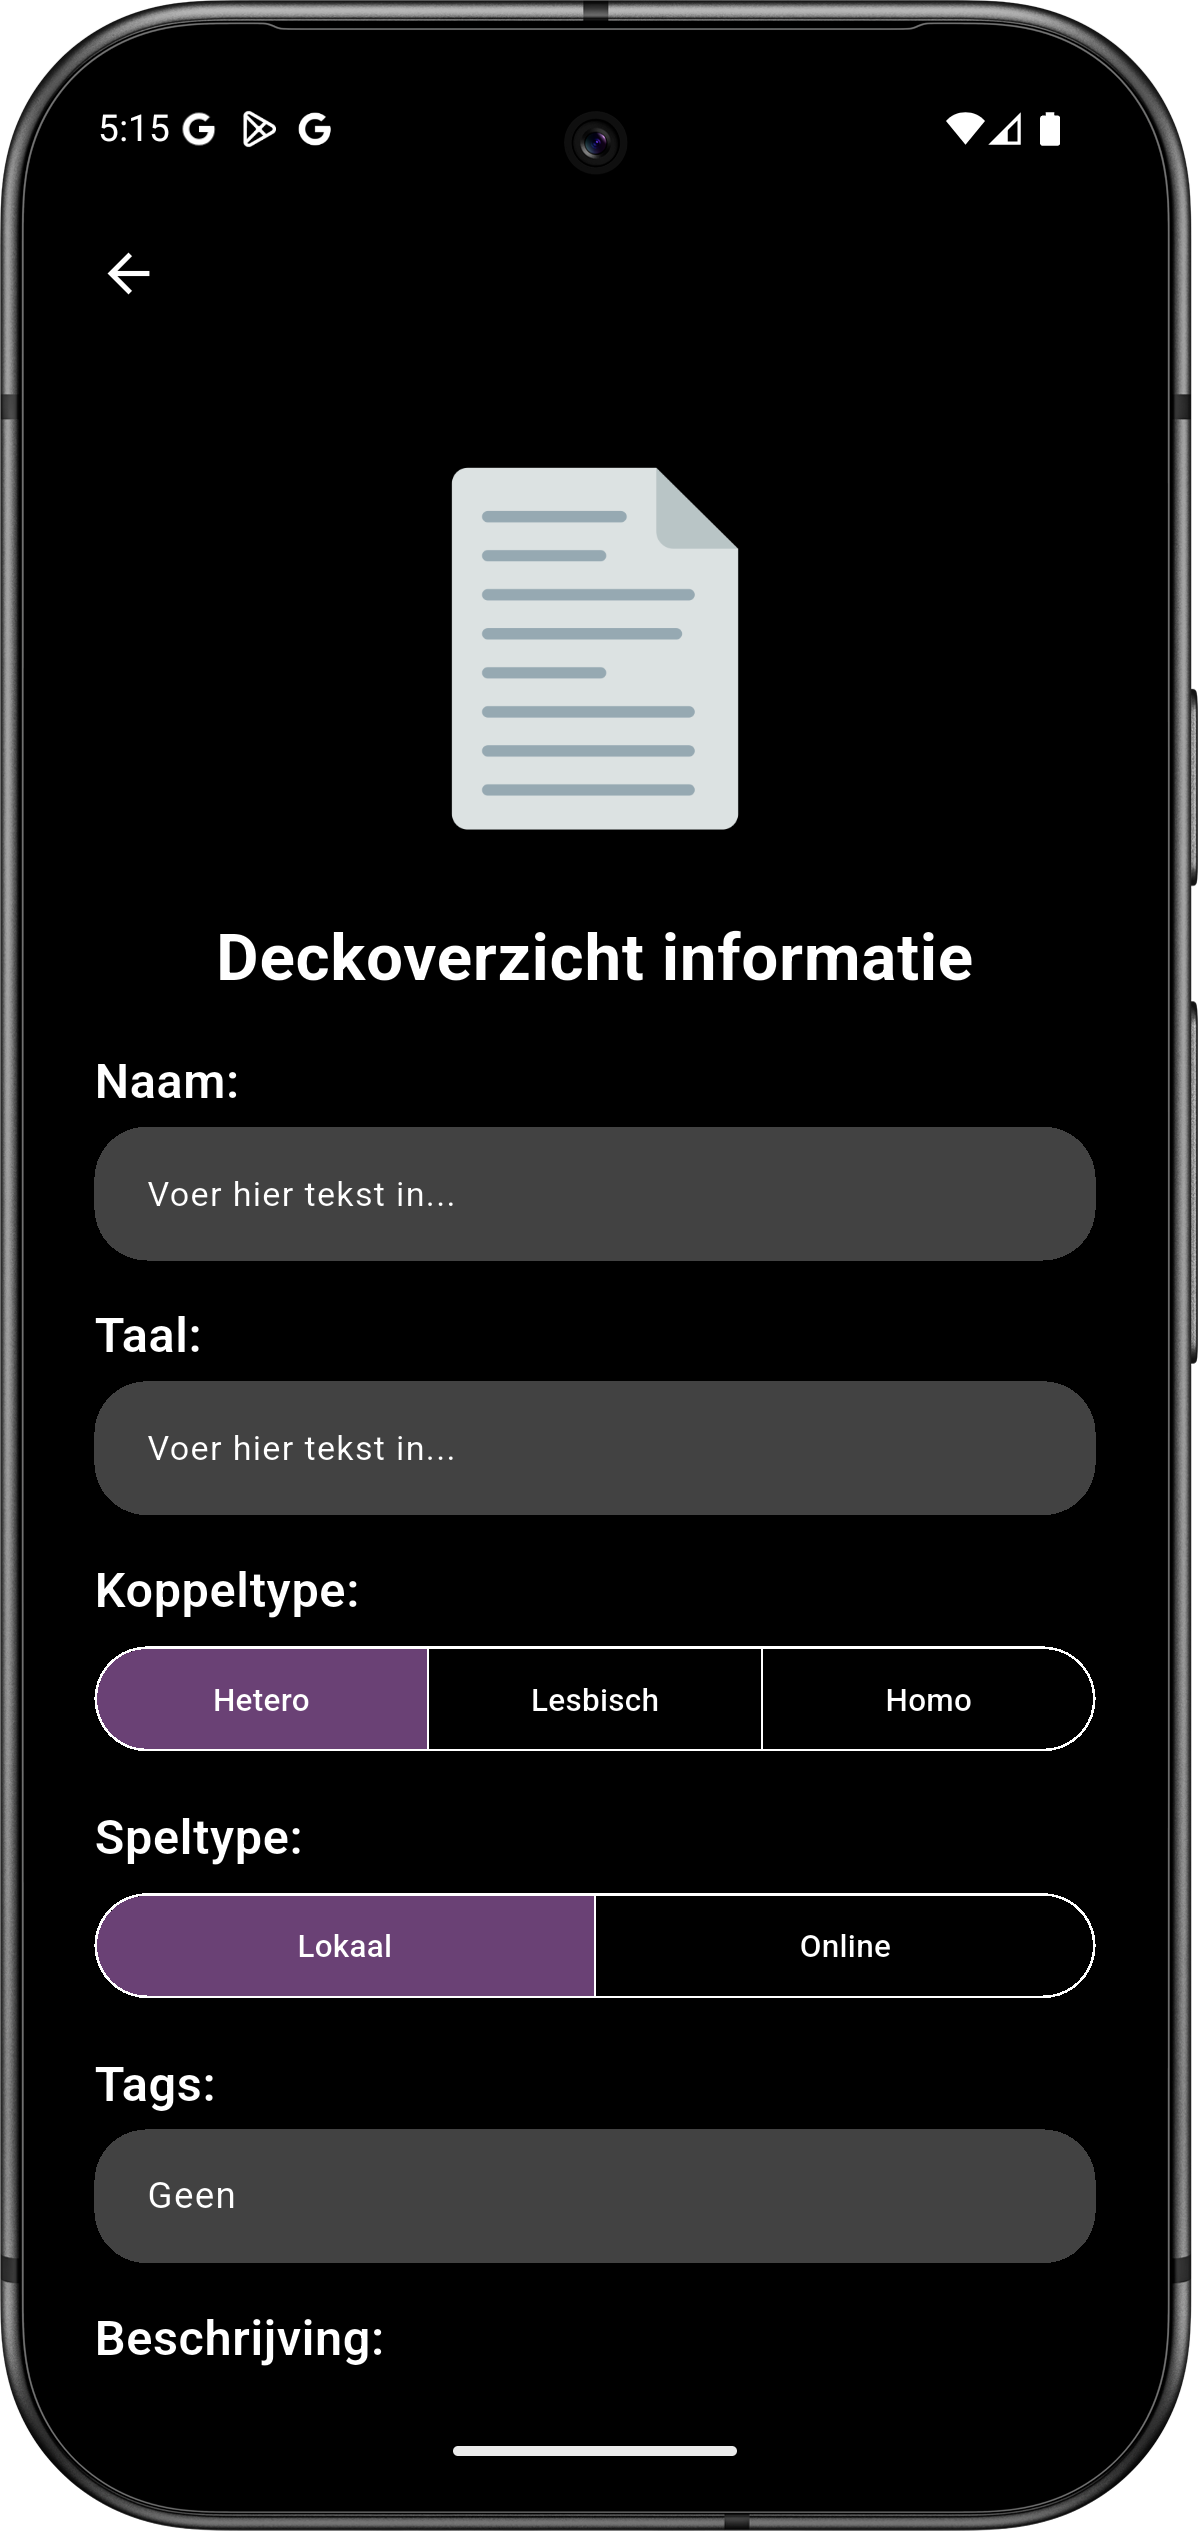 5:15
Deckoverzicht informatie
Naam:
Voer hier tekst in...
Taal:
Voer hier tekst in...
Koppeltype:
Hetero Lesbisch Homo
Speltype:
Lokaal Online
Tags:
Geen
Beschrijving: